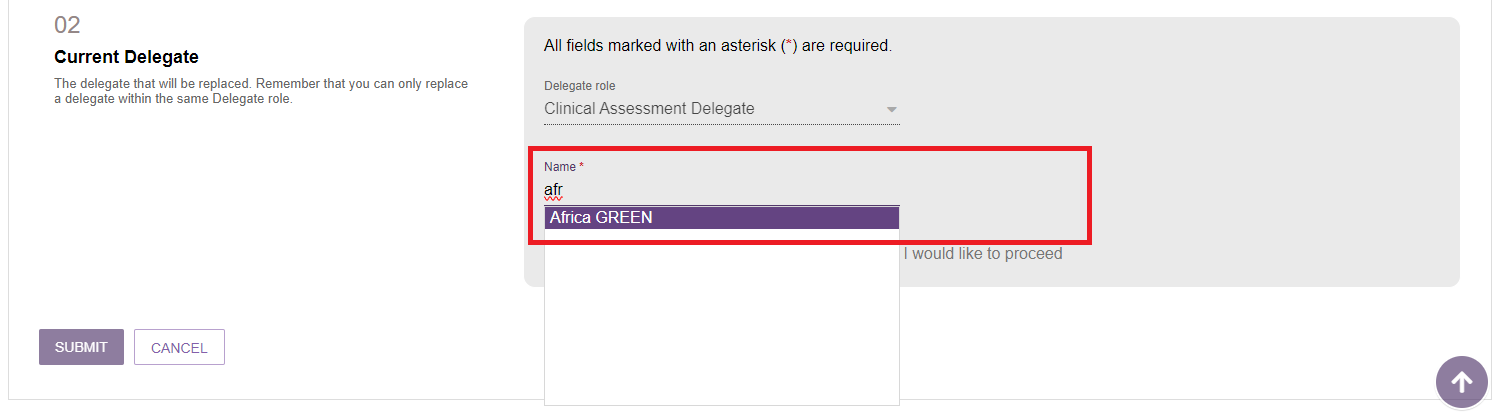 02
Current Delegate
The delegate that will be replaced. Remember that you can only replace
a delegate within the same Delegate role.
All fields marked with an asterisk (*) are required.
Delegate role
Clinical Assessment Delegate
Name *
afr
Africa GREEN
I would like to proceed
SUBMIT
CANCEL